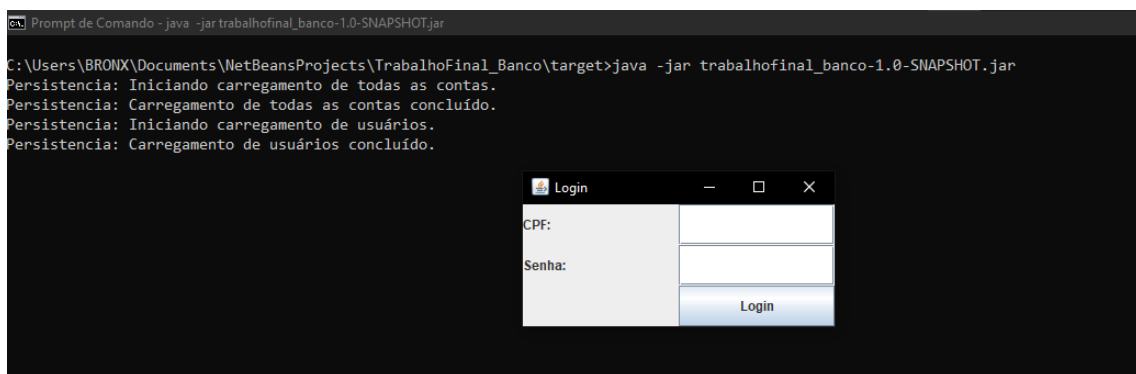 Prompt de Comando - java -jar trabalhofinal_banco-1.0-SNAPSHOT.jar
C:\Users\BRONX\Documents\NetBeansProjects\TrabalhoFinal_Banco\target>java -jar trabalhofinal_banco-1.0-SNAPSHOT.jar
Persistencia: Iniciando carregamento de todas as contas.
Persistencia: Carregamento de todas as contas concluído.
Persistencia: Iniciando carregamento de usuários.
Persistencia: Carregamento de usuários concluído.
Login
CPF:
Senha:
Login